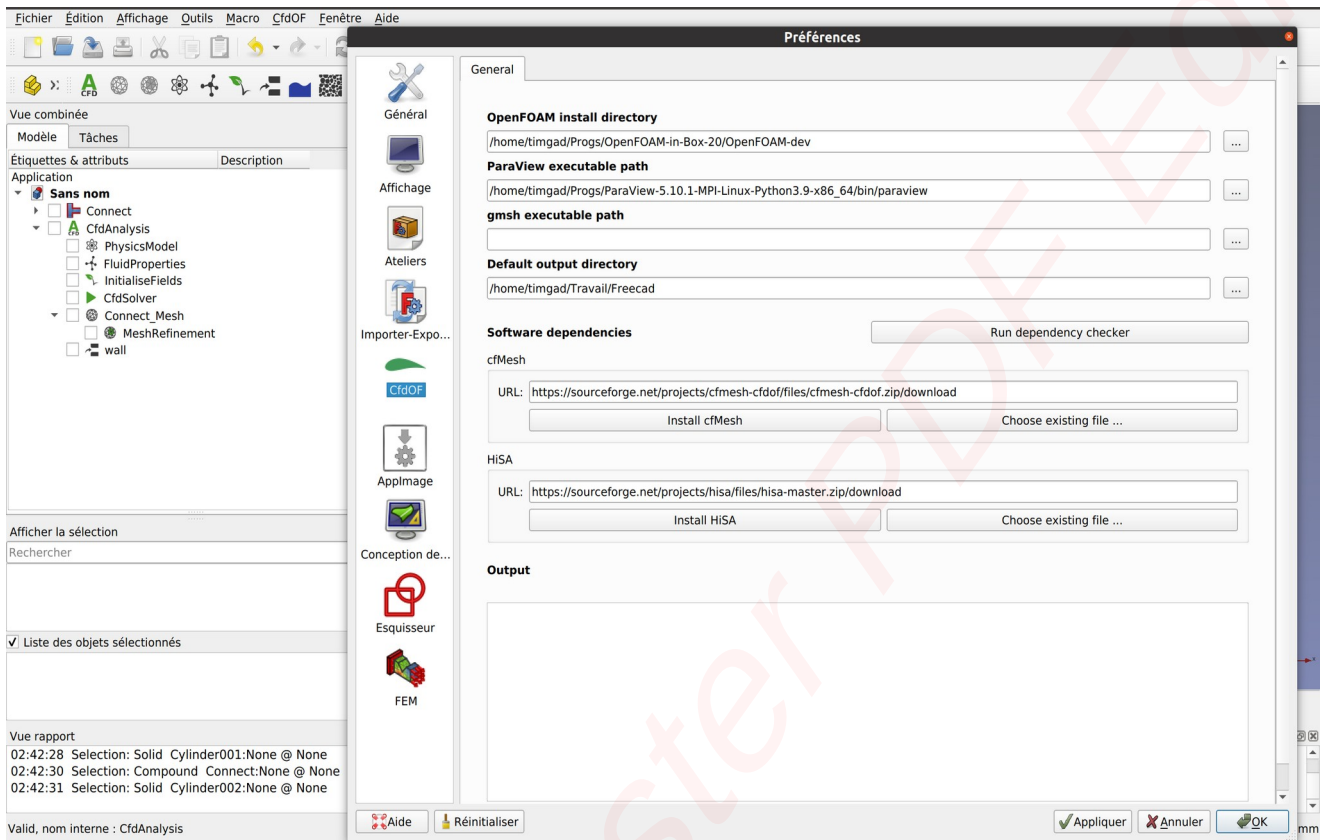 Fichier Édition Affichage Outils Macro CfdOF Fenêtre Aide
Préférences
Vue combinée
Modèle Tâches
Étiquettes & attributs Description
Application
Sans nom
Connect
CfdAnalysis
PhysicsModel
FluidProperties
InitialiseFields
CfdSolver
Connect_Mesh
MeshRefinement
wall
Afficher la sélection
Rechercher
Liste des objets sélectionnés
Vue rapport
02:42:28 Selection: Solid Cylinder001:None @ None
02:42:30 Selection: Compound Connect:None @ None
02:42:31 Selection: Solid Cylinder002:None @ None
Valid, nom interne : CfdAnalysis
Général
Affichage
Ateliers
Importer-Expo...
CfdOF
AppImage
Conception de...
Esquisseur
FEM
General
OpenFOAM install directory
/home/timgad/Progs/OpenFOAM-in-Box-20/OpenFOAM-dev
...
ParaView executable path
/home/timgad/Progs/ParaView-5.10.1-MPI-Linux-Python3.9-x86_64/bin/paraview
...
gmsh executable path
...
Default output directory
/home/timgad/Travail/Freecad
...
Software dependencies Run dependency checker
cfMesh
URL: https://sourceforge.net/projects/cfmesh-cfdof/files/cfmesh-cfdof.zip/download
Install cfMesh Choose existing file ...
HiSA
URL: https://sourceforge.net/projects/hisa/files/hisa-master.zip/download
Install HiSA Choose existing file ...
Output
Aide Réinitialiser Appliquer Annuler OK
mm